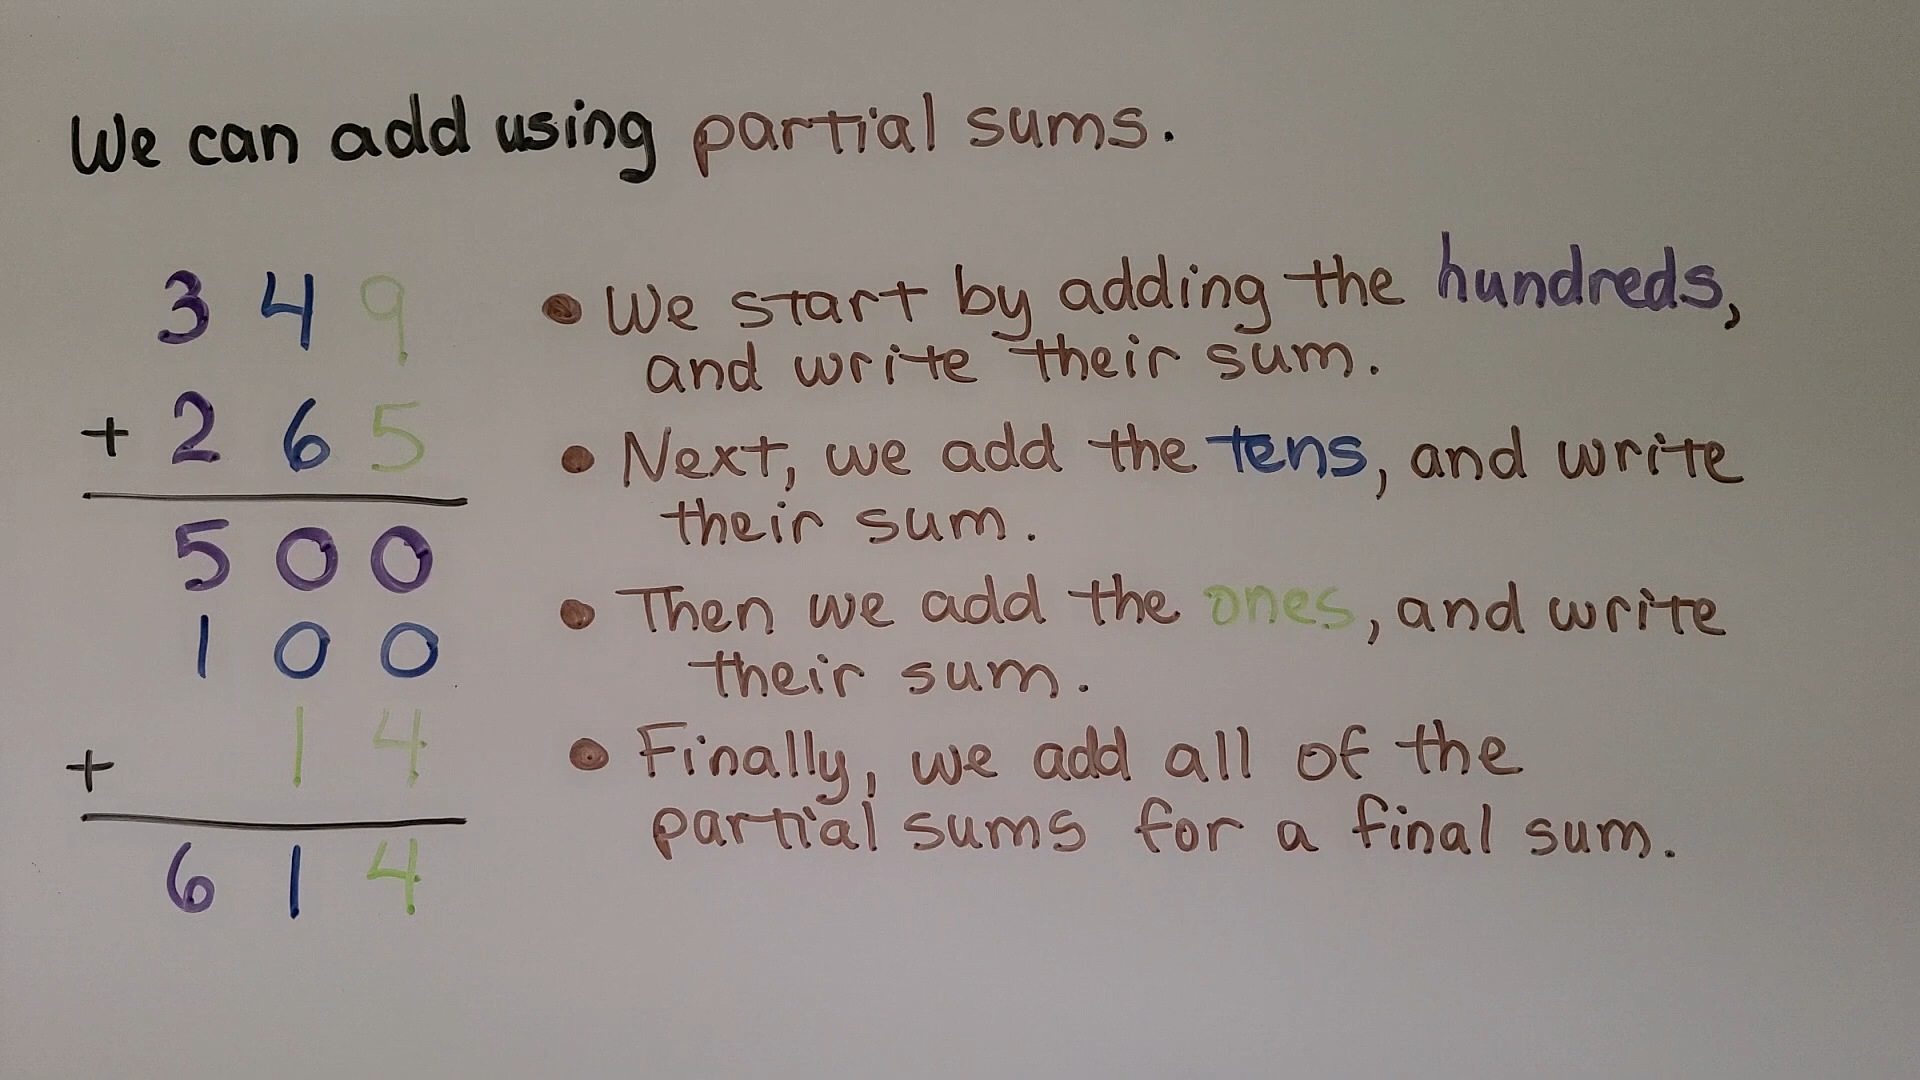 We can add using partial sums.
3 4 9
+ 2 6 5
5 0 0
1 0 0
+ 1 4
6 1 4
• We start by adding the hundreds,
and write their sum.
• Next, we add the tens, and write
their sum.
• Then we add the ones, and write
their sum.
• Finally, we add all of the
partial sums for a final sum.